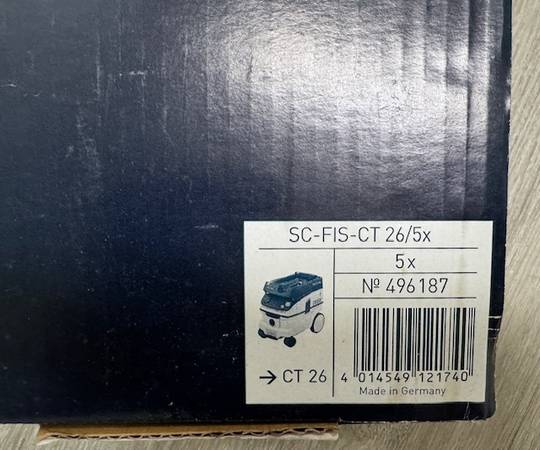 SC-FIS-CT 26/5x
5x
Nº 496187
→ CT 26
4 014549 121740
Made in Germany